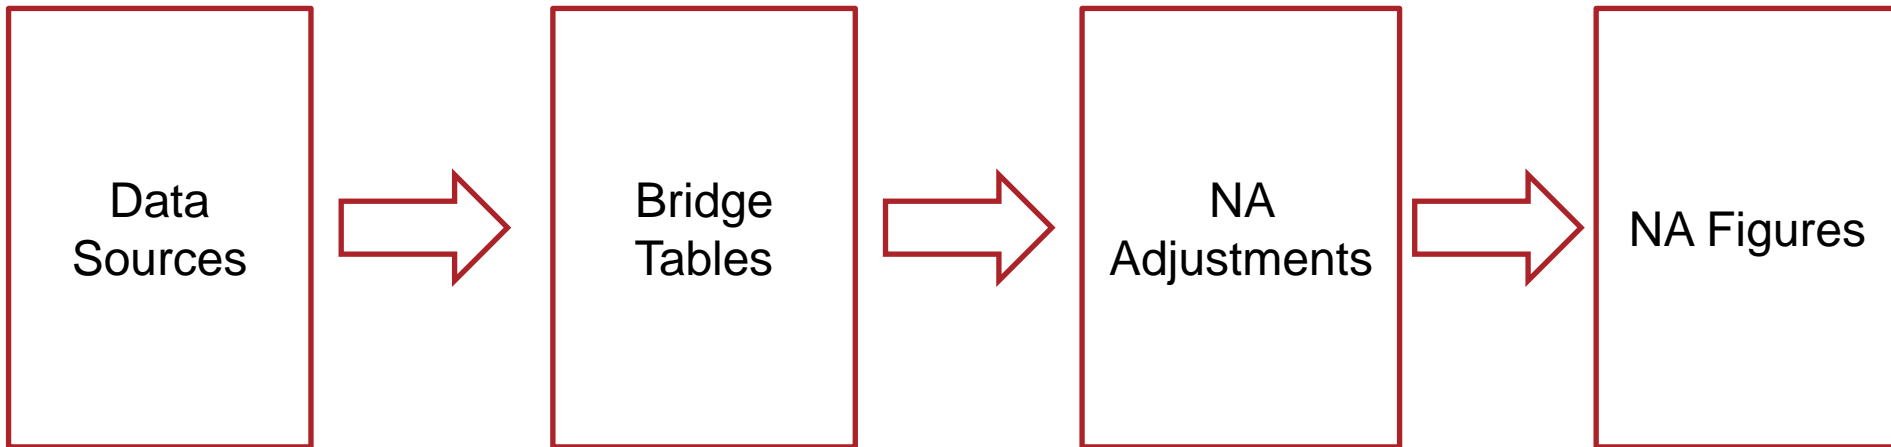 Data
Sources
Bridge
Tables
NA
Adjustments
NA Figures